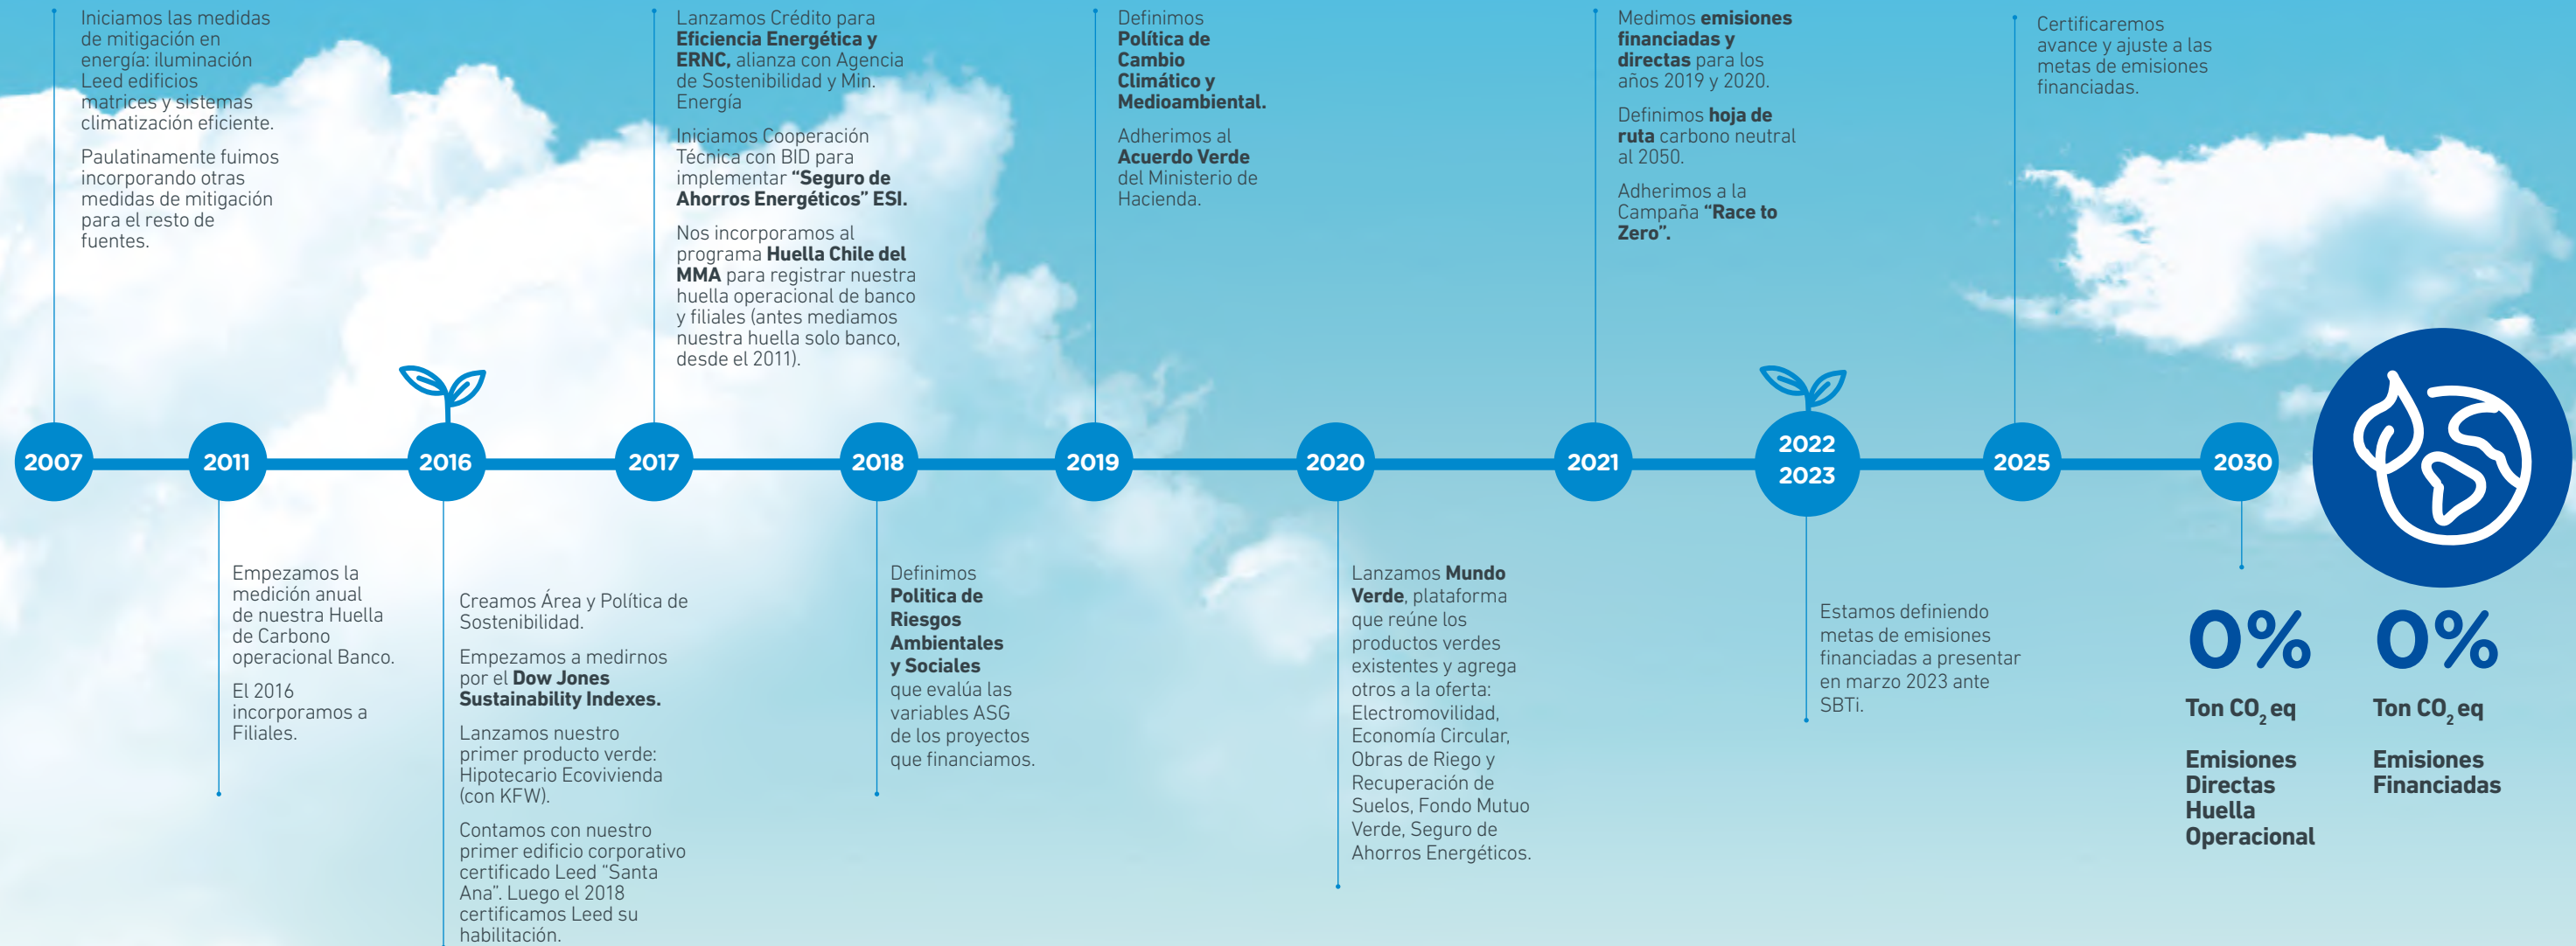 Iniciamos las medidas
de mitigación en
energía: iluminación
Leed edificios
matrices y sistemas
climatización eficiente.
Paulatinamente fuimos
incorporando otras
medidas de mitigación
para el resto de
fuentes.
Lanzamos Crédito para
Eficiencia Energética y
ERNC, alianza con Agencia
de Sostenibilidad y Min.
Energía
Iniciamos Cooperación
Técnica con BID para
implementar “Seguro de
Ahorros Energéticos” ESI.
Nos incorporamos al
programa Huella Chile del
MMA para registrar nuestra
huella operacional de banco
y filiales (antes mediamos
nuestra huella solo banco,
desde el 2011).
Definimos
Política de
Cambio
Climático y
Medioambiental.
Adherimos al
Acuerdo Verde
del Ministerio de
Hacienda.
Medimos emisiones
financiadas y
directas para los
años 2019 y 2020.
Definimos hoja de
ruta carbono neutral
al 2050.
Adherimos a la
Campaña “Race to
Zero”.
Certificaremos
avance y ajuste a las
metas de emisiones
financiadas.
2007
2011
2016
2017
2018
2019
2020
2021
2022
2023
2025
2030
Empezamos la
medición anual
de nuestra Huella
de Carbono
operacional Banco.
El 2016
incorporamos a
Filiales.
Creamos Área y Política de
Sostenibilidad.
Empezamos a medirnos
por el Dow Jones
Sustainability Indexes.
Lanzamos nuestro
primer producto verde:
Hipotecario Ecovivienda
(con KFW).
Contamos con nuestro
primer edificio corporativo
certificado Leed “Santa
Ana”. Luego el 2018
certificamos Leed su
habilitación.
Definimos
Politica de
Riesgos
Ambientales
y Sociales
que evalúa las
variables ASG
de los proyectos
que financiamos.
Lanzamos Mundo
Verde, plataforma
que reúne los
productos verdes
existentes y agrega
otros a la oferta:
Electromovilidad,
Economía Circular,
Obras de Riego y
Recuperación de
Suelos, Fondo Mutuo
Verde, Seguro de
Ahorros Energéticos.
Estamos definiendo
metas de emisiones
financiadas a presentar
en marzo 2023 ante
SBTi.
0%
Ton CO₂ eq
Emisiones
Directas
Huella
Operacional
0%
Ton CO₂ eq
Emisiones
Financiadas